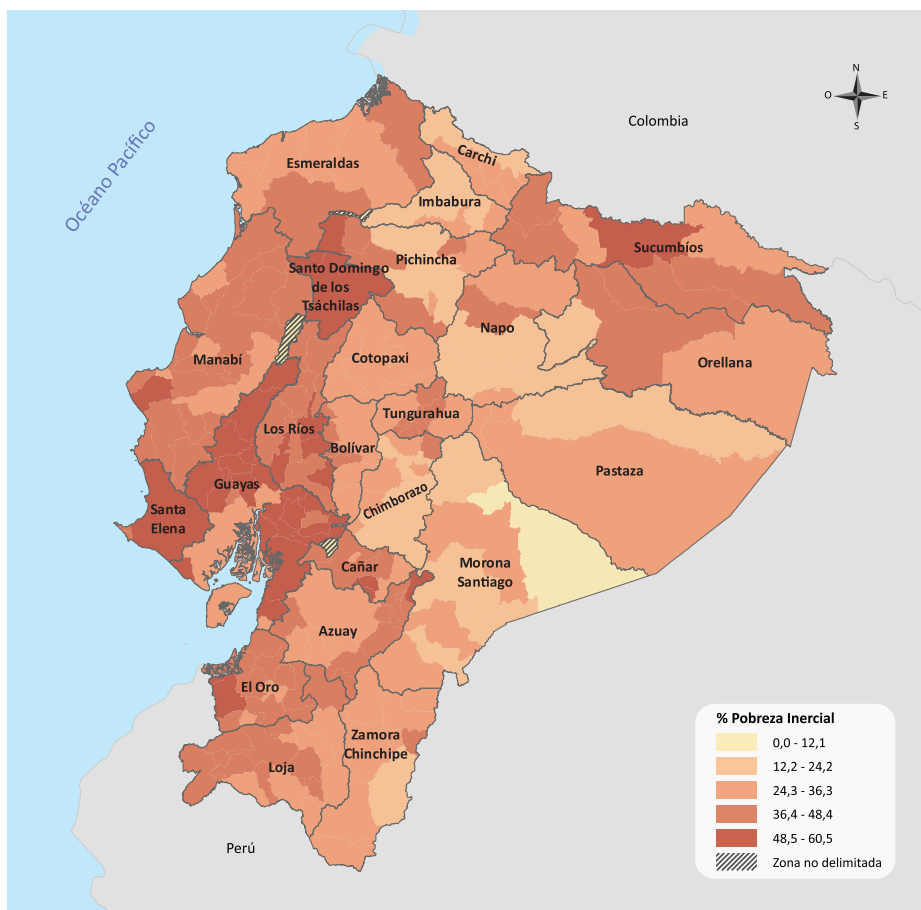 N
O
E
S
Colombia
Océano Pacífico
Carchi
Esmeraldas
Imbabura
Sucumbíos
Pichincha
Santo Domingo
de los
Tsáchilas
Napo
Manabí
Cotopaxi
Orellana
Tungurahua
Los Ríos
Bolívar
Pastaza
Guayas
Chimborazo
Santa
Elena
Cañar
Morona
Santiago
Azuay
El Oro
Zamora
Chinchipe
Loja
Perú
% Pobreza Inercial
0,0 - 12,1
12,2 - 24,2
24,3 - 36,3
36,4 - 48,4
48,5 - 60,5
Zona no delimitada